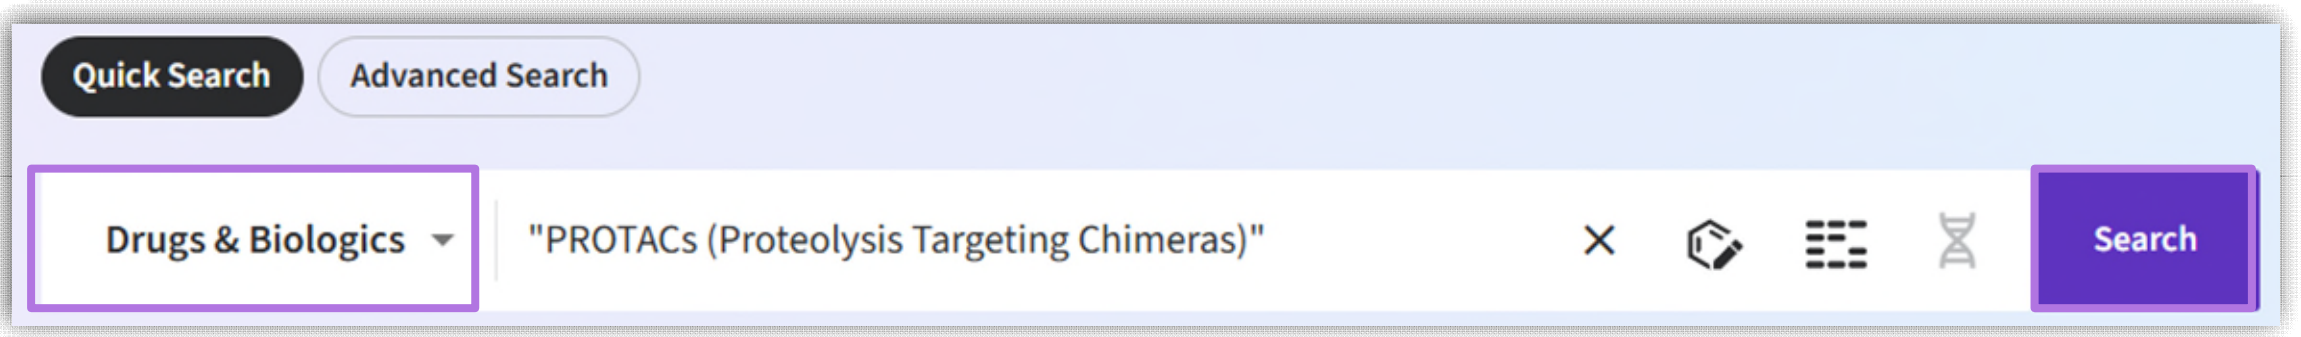 Quick Search Advanced Search
Drugs & Biologics "PROTACs (Proteolysis Targeting Chimeras)" Search